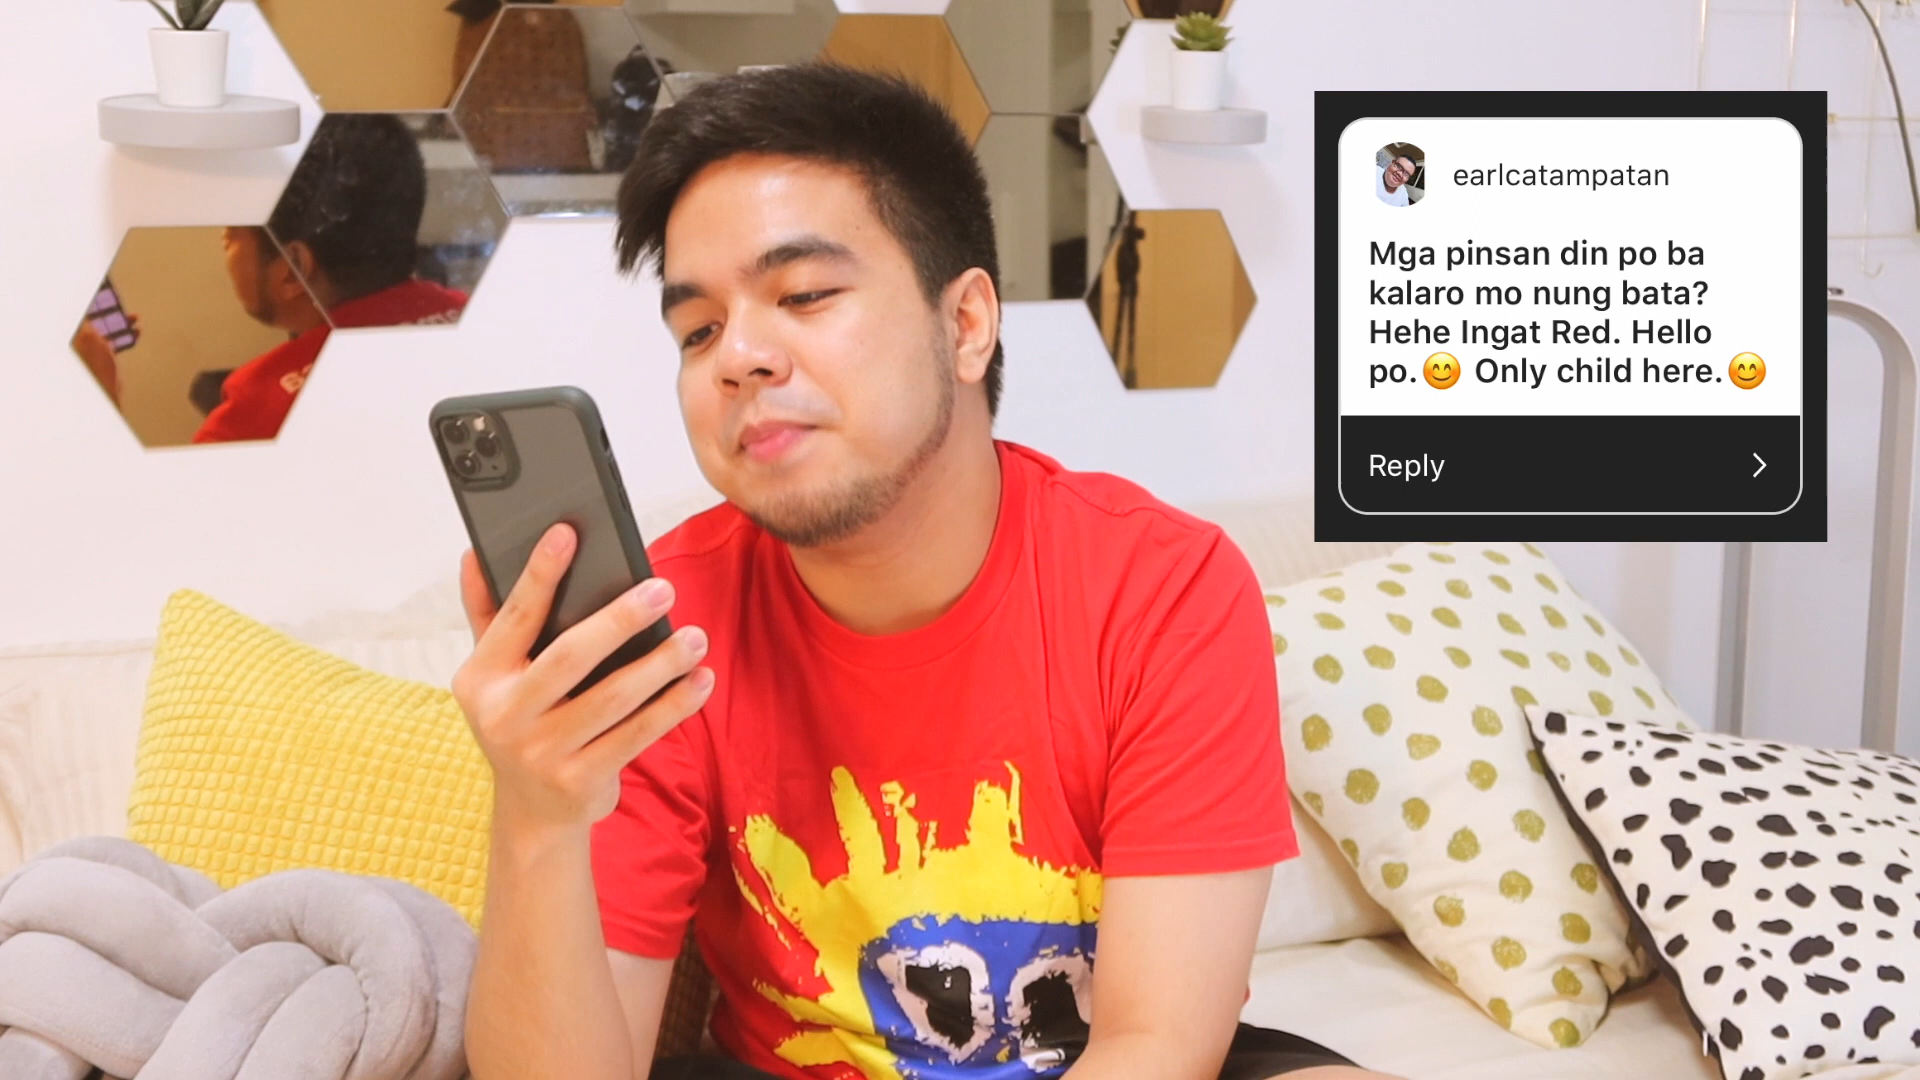 earlcatampatan
Mga pinsan din po ba
kalaro mo nung bata?
Hehe Ingat Red. Hello
po.😊 Only child here.😊
Reply